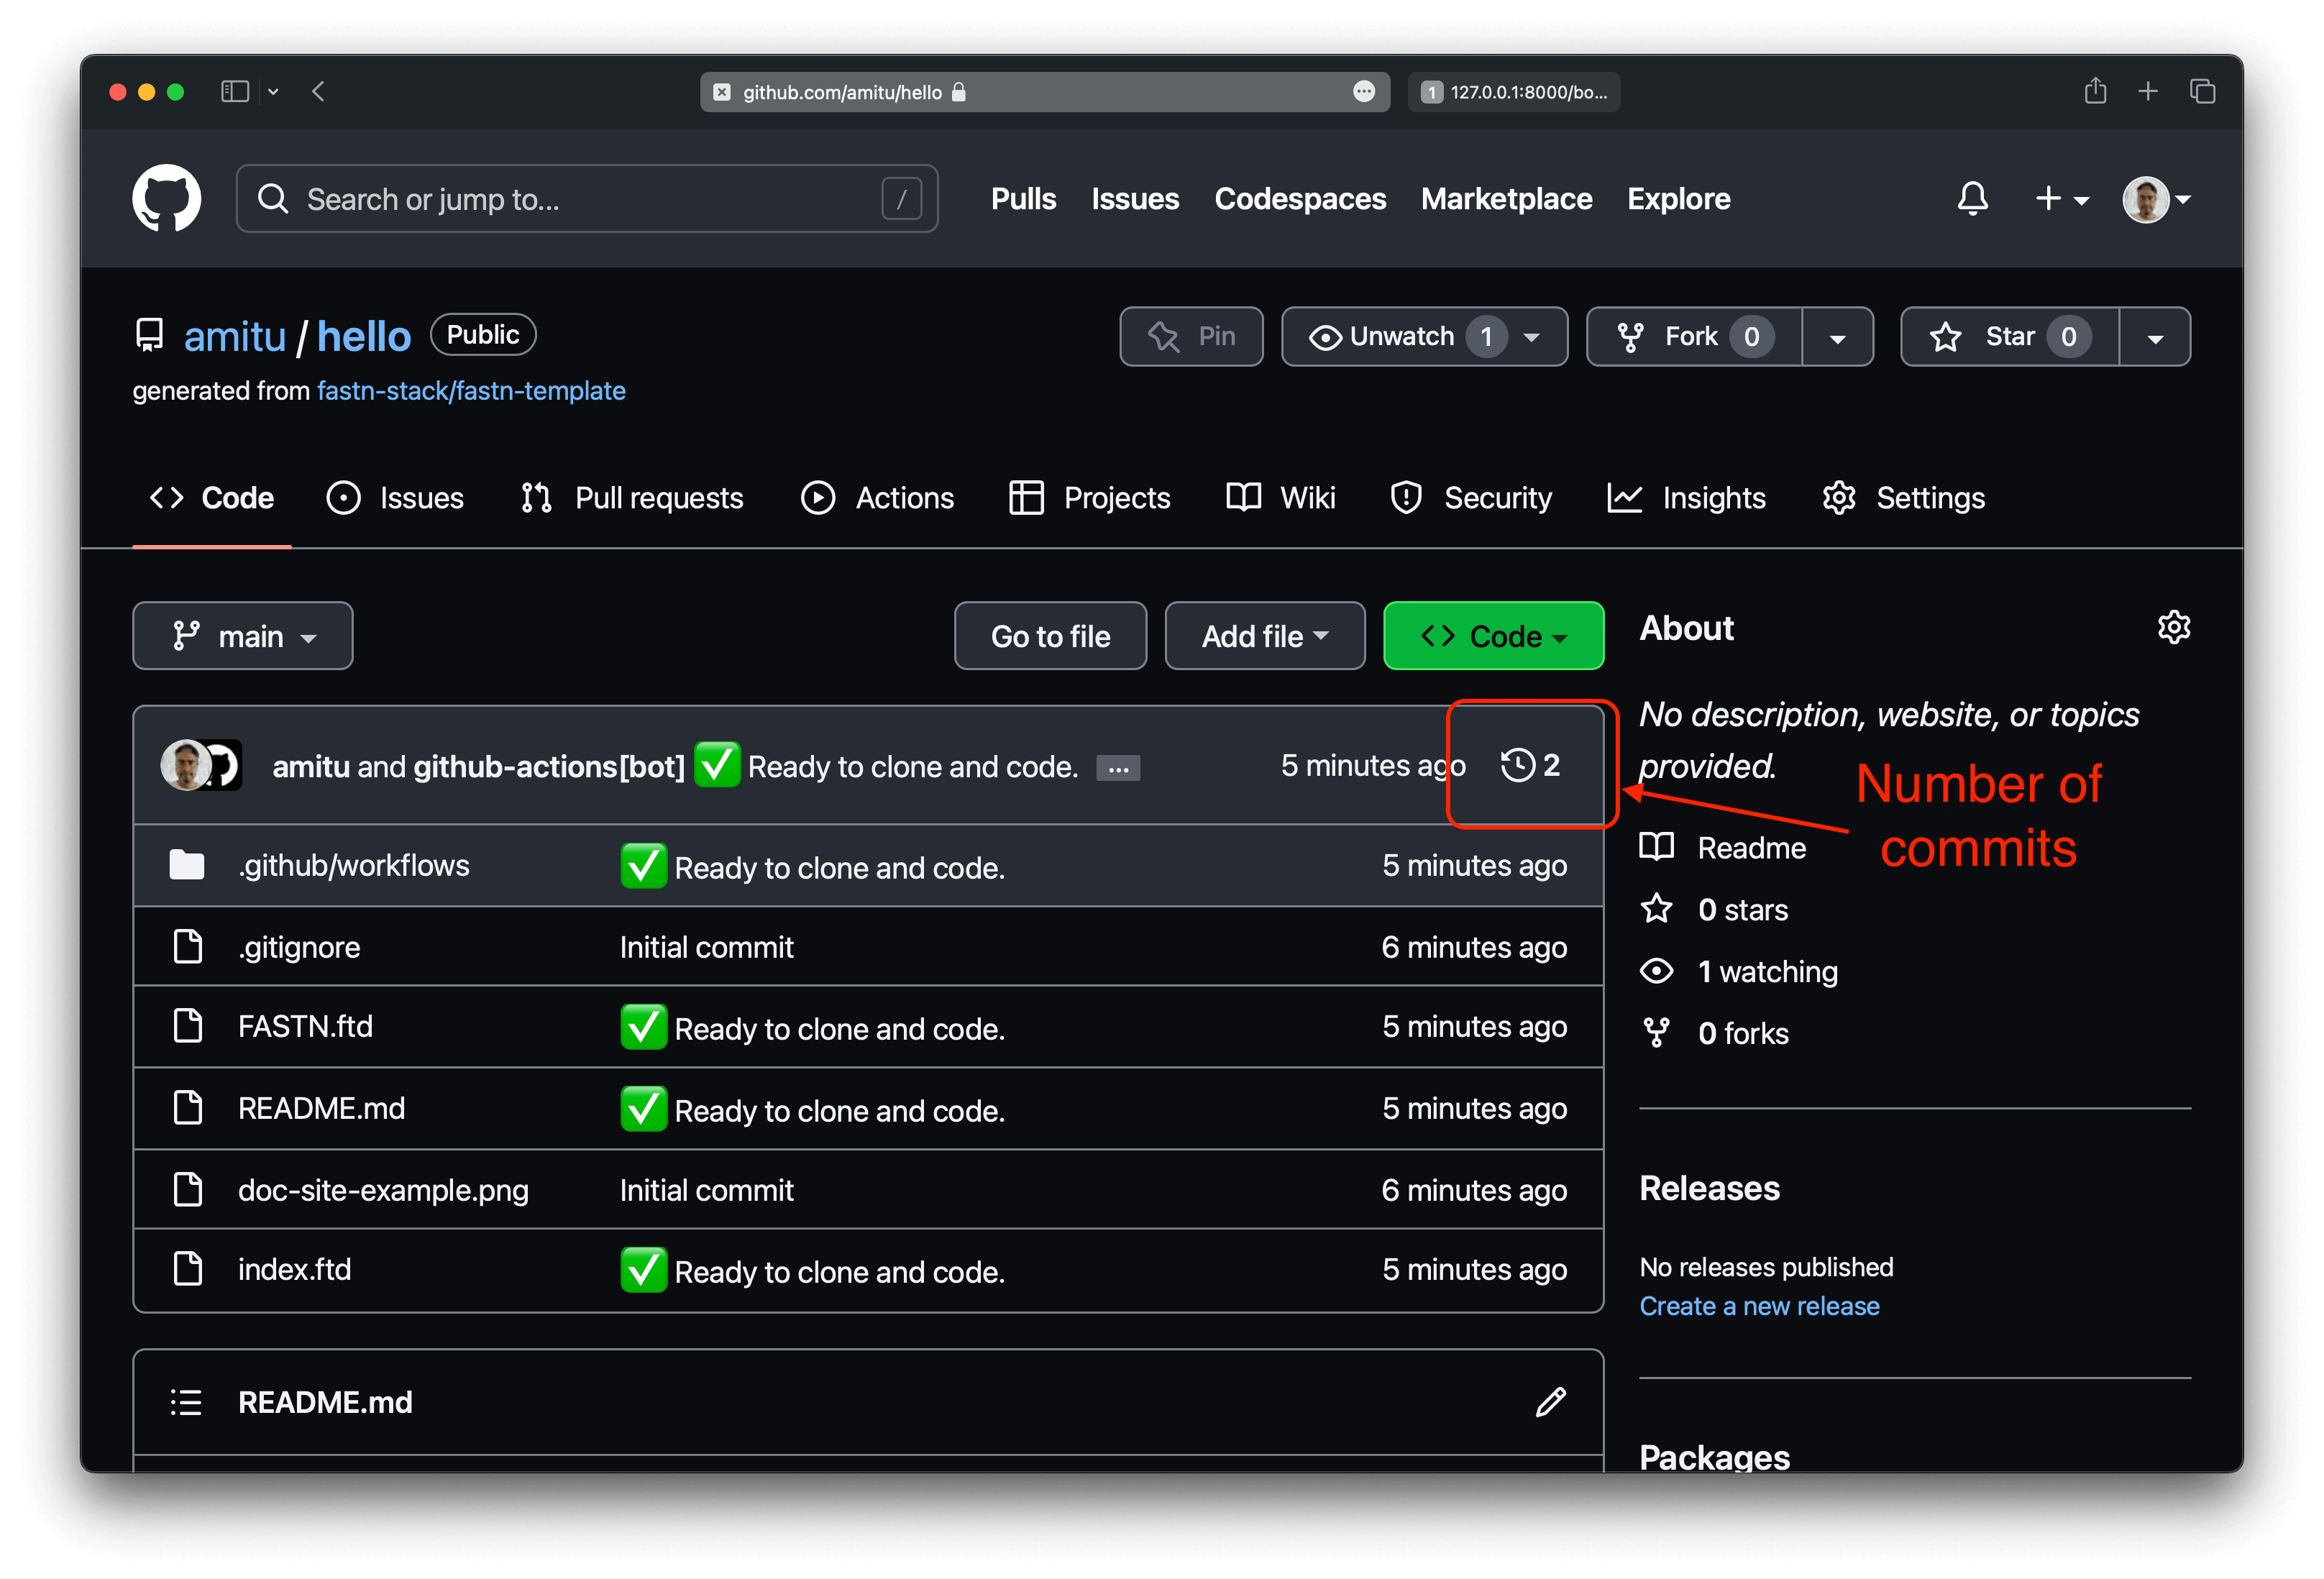 github.com/amitu/hello
1 127.0.0.1:8000/bo...
Search or jump to... /
Pulls Issues Codespaces Marketplace Explore
amitu / hello Public
Pin Unwatch 1 Fork 0 Star 0
generated from fastn-stack/fastn-template
Code Issues Pull requests Actions Projects Wiki Security Insights Settings
main Go to file Add file Code
amitu and github-actions[bot] ✅ Ready to clone and code. ... 5 minutes ago 2
.github/workflows ✅ Ready to clone and code. 5 minutes ago
.gitignore Initial commit 6 minutes ago
FASTN.ftd ✅ Ready to clone and code. 5 minutes ago
README.md ✅ Ready to clone and code. 5 minutes ago
doc-site-example.png Initial commit 6 minutes ago
index.ftd ✅ Ready to clone and code. 5 minutes ago
README.md
About
No description, website, or topics
provided.
Number of
commits
Readme
0 stars
1 watching
0 forks
Releases
No releases published
Create a new release
Packages